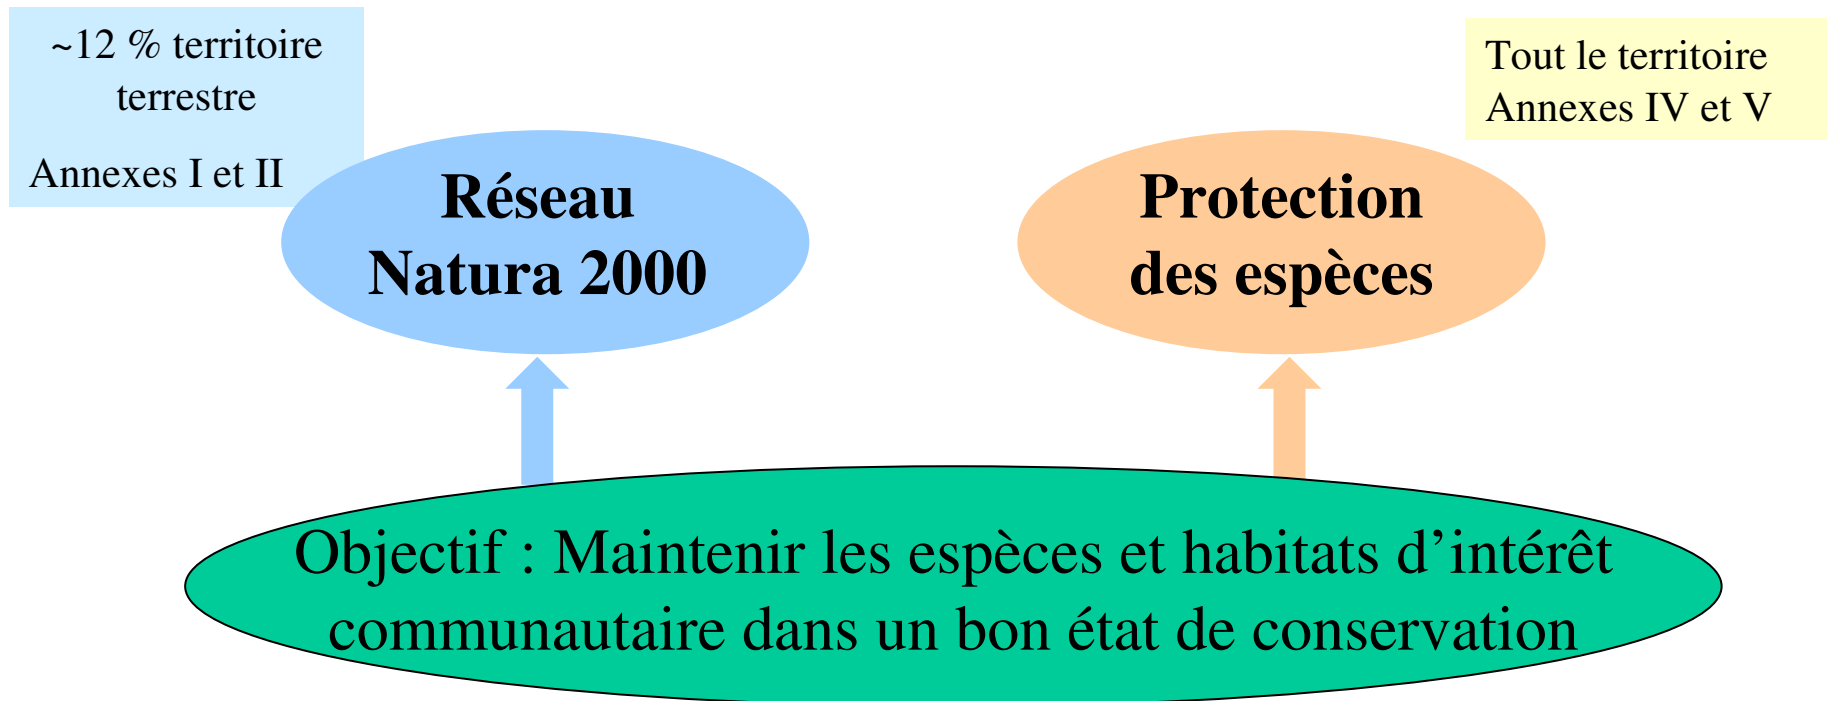 ~12 % territoire
terrestre
Annexes I et II
Tout le territoire
Annexes IV et V
Réseau
Natura 2000
Protection
des espèces
Objectif : Maintenir les espèces et habitats d’intérêt
communautaire dans un bon état de conservation